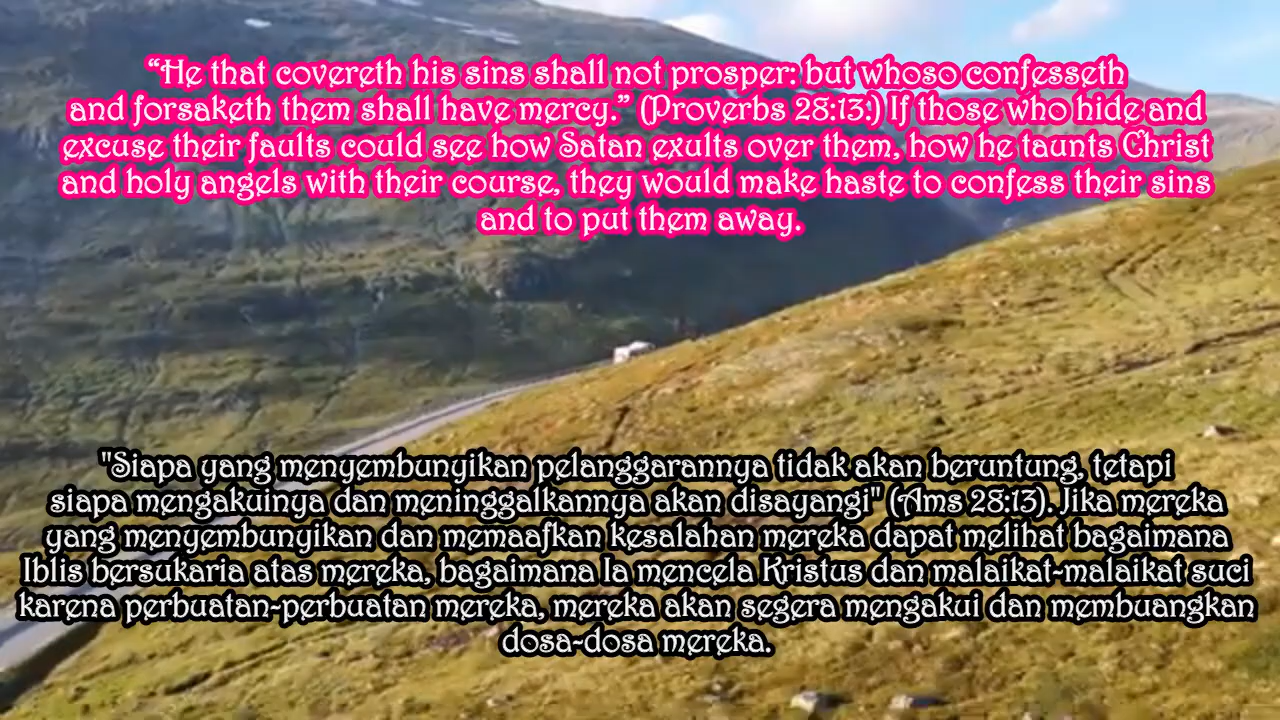 “He that covereth his sins shall not prosper: but whoso confesseth
and forsaketh them shall have mercy.” (Proverbs 28:13.) If those who hide and
excuse their faults could see how Satan exults over them, how he taunts Christ
and holy angels with their course, they would make haste to confess their sins
and to put them away.
"Siapa yang menyembunyikan pelanggarannya tidak akan beruntung, tetapi
siapa mengakuinya dan meninggalkannya akan disayangi" (Ams 28:13). Jika mereka
yang menyembunyikan dan memaafkan kesalahan mereka dapat melihat bagaimana
Iblis bersukaria atas mereka, bagaimana Ia mencela Kristus dan malaikat-malaikat suci
karena perbuatan-perbuatan mereka, mereka akan segera mengakui dan membuangkan
dosa-dosa mereka.